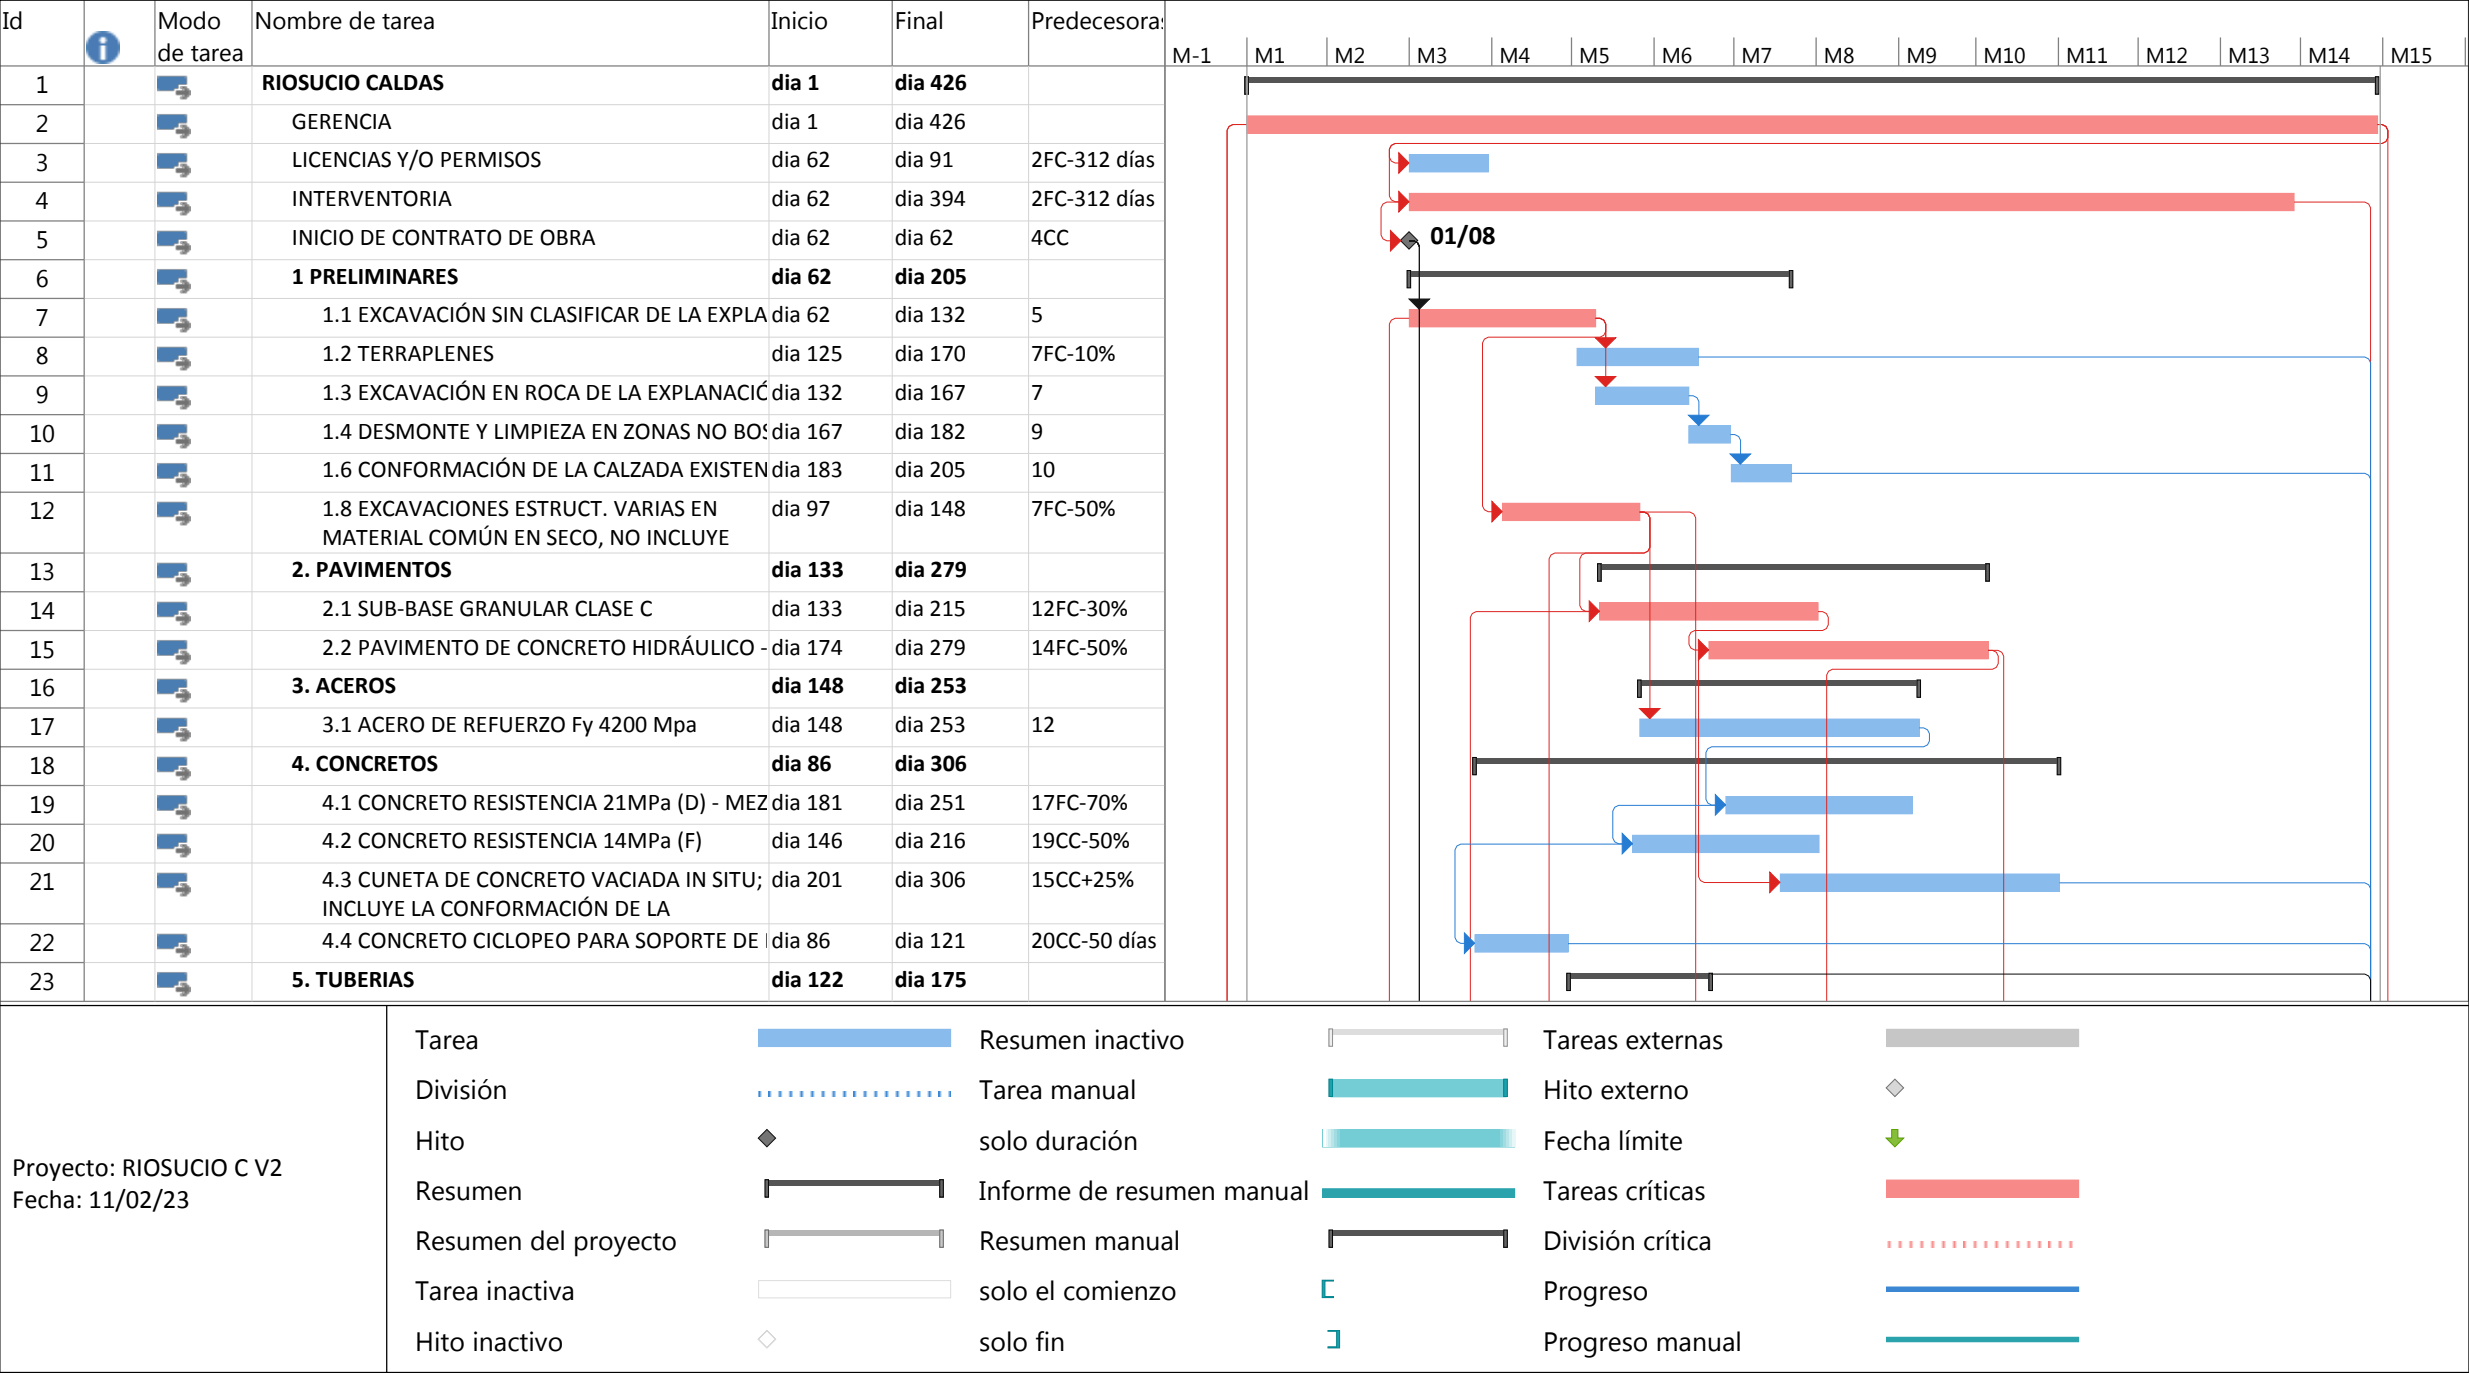 Id Modo de tarea Nombre de tarea Inicio Final Predecesoras
M-1 M1 M2 M3 M4 M5 M6 M7 M8 M9 M10 M11 M12 M13 M14 M15
1 RIOSUCIO CALDAS dia 1 dia 426
2 GERENCIA dia 1 dia 426
3 LICENCIAS Y/O PERMISOS dia 62 dia 91 2FC-312 días
4 INTERVENTORIA dia 62 dia 394 2FC-312 días
5 INICIO DE CONTRATO DE OBRA dia 62 dia 62 4CC 01/08
6 1 PRELIMINARES dia 62 dia 205
7 1.1 EXCAVACIÓN SIN CLASIFICAR DE LA EXPLA dia 62 dia 132 5
8 1.2 TERRAPLENES dia 125 dia 170 7FC-10%
9 1.3 EXCAVACIÓN EN ROCA DE LA EXPLANACIÓ dia 132 dia 167 7
10 1.4 DESMONTE Y LIMPIEZA EN ZONAS NO BOS dia 167 dia 182 9
11 1.6 CONFORMACIÓN DE LA CALZADA EXISTEN dia 183 dia 205 10
12 1.8 EXCAVACIONES ESTRUCT. VARIAS EN dia 97 dia 148 7FC-50%
MATERIAL COMÚN EN SECO, NO INCLUYE
13 2. PAVIMENTOS dia 133 dia 279
14 2.1 SUB-BASE GRANULAR CLASE C dia 133 dia 215 12FC-30%
15 2.2 PAVIMENTO DE CONCRETO HIDRÁULICO - dia 174 dia 279 14FC-50%
16 3. ACEROS dia 148 dia 253
17 3.1 ACERO DE REFUERZO Fy 4200 Mpa dia 148 dia 253 12
18 4. CONCRETOS dia 86 dia 306
19 4.1 CONCRETO RESISTENCIA 21MPa (D) - MEZ dia 181 dia 251 17FC-70%
20 4.2 CONCRETO RESISTENCIA 14MPa (F) dia 146 dia 216 19CC-50%
21 4.3 CUNETA DE CONCRETO VACIADA IN SITU; dia 201 dia 306 15CC+25%
INCLUYE LA CONFORMACIÓN DE LA
22 4.4 CONCRETO CICLOPEO PARA SOPORTE DE dia 86 dia 121 20CC-50 días
23 5. TUBERIAS dia 122 dia 175
Proyecto: RIOSUCIO C V2
Fecha: 11/02/23
Tarea Resumen inactivo Tareas externas
División Tarea manual Hito externo
Hito solo duración Fecha límite
Resumen Informe de resumen manual Tareas críticas
Resumen del proyecto Resumen manual División crítica
Tarea inactiva solo el comienzo Progreso
Hito inactivo solo fin Progreso manual